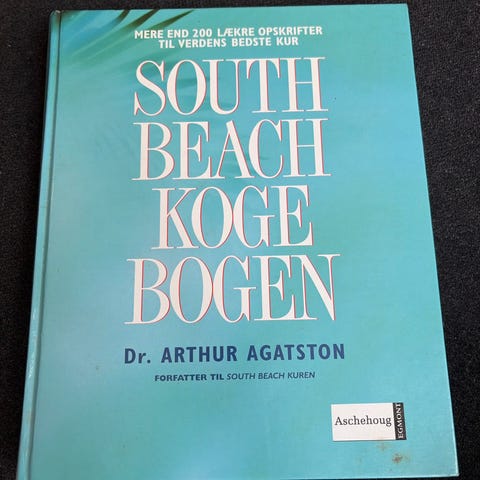 MERE END 200 LÆKRE OPSKRIFTER
TIL VERDENS BEDSTE KUR
SOUTH
BEACH
KOGE
BOGEN
Dr. ARTHUR AGATSTON
FORFATTER TIL SOUTH BEACH KUREN
Aschehoug
EGMONT